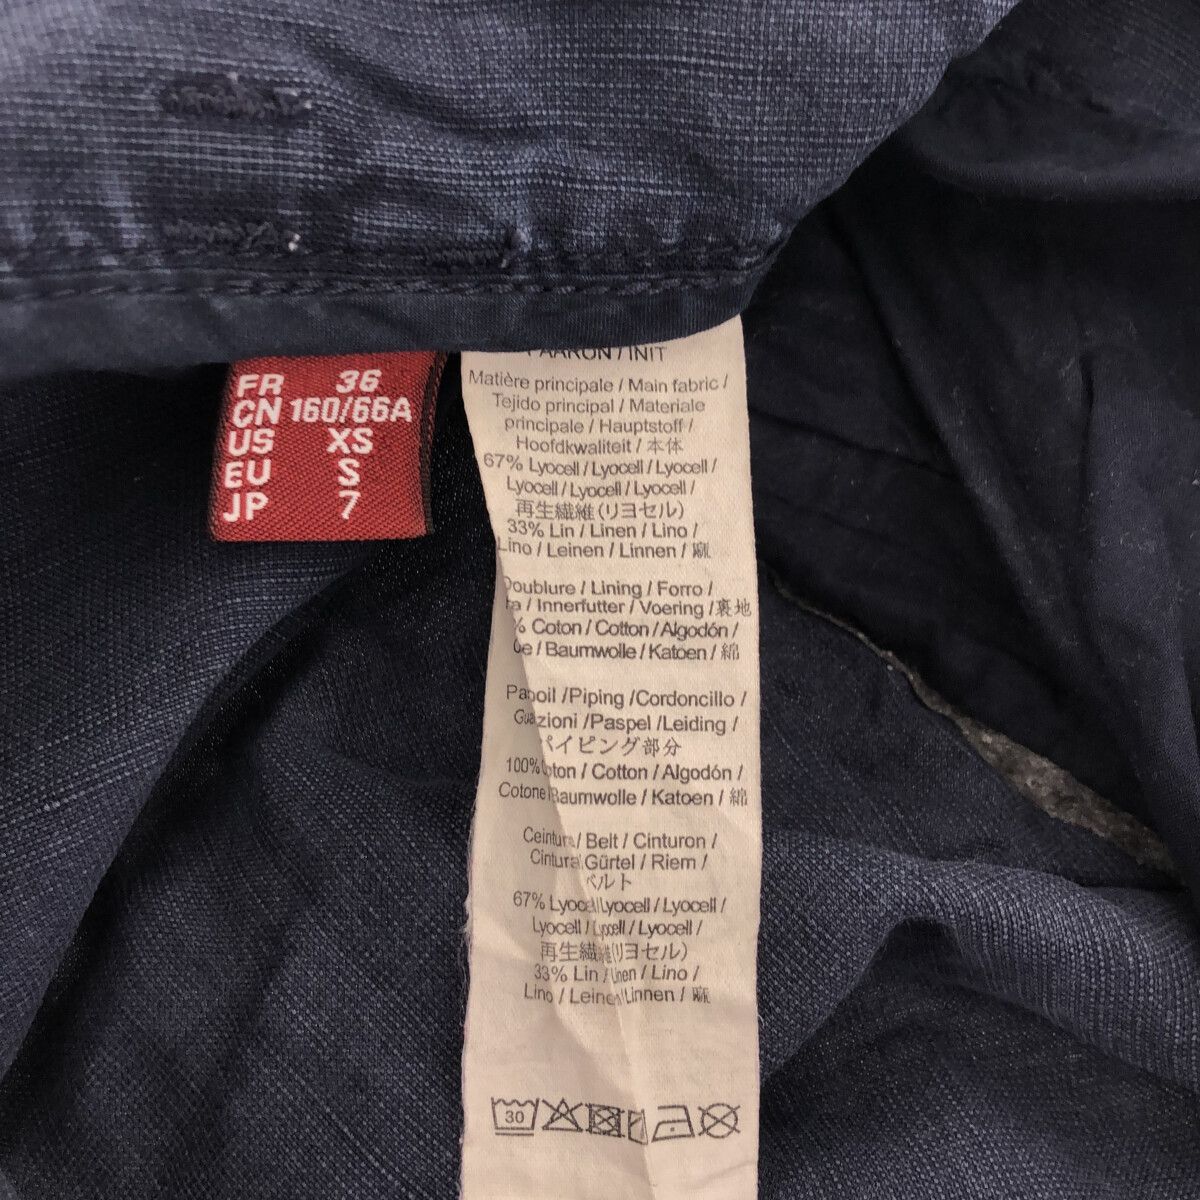 FR 36
CN 160/66A
US XS
EU S
JP 7
/ INIT
Matière principale / Main fabric /
Tejido principal / Materiale
principale / Hauptstoff /
Hoofdkwaliteit / 本体
67% Lyocell / Lyocell / Lyocell /
Lyocell / Lyocell / Lyocell /
再生繊維(リヨセル)
33% Lin / Linen / Lino /
Lino / Leinen / Linnen / 麻
Doublure / Lining / Forro /
/ Innerfutter / Voering / 裏地
% Coton / Cotton / Algodón /
/ Baumwolle / Katoen / 綿
/Piping /Cordoncillo /
/Paspel /Leiding /
パイピング部分
100% / Cotton / Algodón /
Cotone Baumwolle / Katoen / 綿
Ceinture / Belt / Cinturon /
Cintura Gürtel / Riem /
ベルト
67% Lyocell Lyocell / Lyocell /
Lyocell / Lyocell / Lyocell /
再生繊維(リヨセル)
33% Lin / Linen / Lino /
Lino / Leinen Linnen / 麻
30